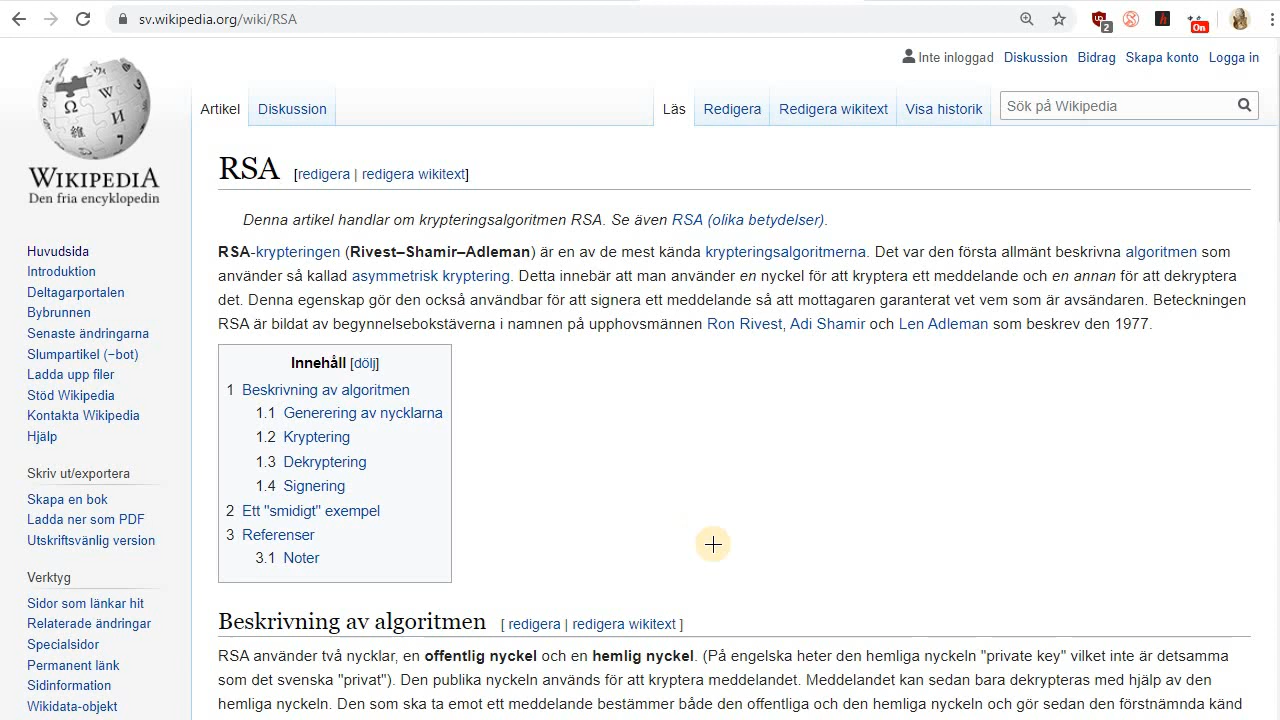 sv.wikipedia.org/wiki/RSA
2
On
Inte inloggad Diskussion Bidrag Skapa konto Logga in
Artikel Diskussion Läs Redigera Redigera wikitext Visa historik Sök på Wikipedia
WIKIPEDIA
Den fria encyklopedin
Huvudsida
Introduktion
Deltagarportalen
Bybrunnen
Senaste ändringarna
Slumpartikel (−bot)
Ladda upp filer
Stöd Wikipedia
Kontakta Wikipedia
Hjälp
Skriv ut/exportera
Skapa en bok
Ladda ner som PDF
Utskriftsvänlig version
Verktyg
Sidor som länkar hit
Relaterade ändringar
Specialsidor
Permanent länk
Sidinformation
Wikidata-objekt
RSA [redigera | redigera wikitext]
Denna artikel handlar om krypteringsalgoritmen RSA. Se även RSA (olika betydelser).
RSA-krypteringen (Rivest–Shamir–Adleman) är en av de mest kända krypteringsalgoritmerna. Det var den första allmänt beskrivna algoritmen som
använder så kallad asymmetrisk kryptering. Detta innebär att man använder en nyckel för att kryptera ett meddelande och en annan för att dekryptera
det. Denna egenskap gör den också användbar för att signera ett meddelande så att mottagaren garanterat vet vem som är avsändaren. Beteckningen
RSA är bildat av begynnelsebokstäverna i namnen på upphovsmännen Ron Rivest, Adi Shamir och Len Adleman som beskrev den 1977.
Innehåll [dölj]
1 Beskrivning av algoritmen
1.1 Generering av nycklarna
1.2 Kryptering
1.3 Dekryptering
1.4 Signering
2 Ett "smidigt" exempel
3 Referenser
3.1 Noter
Beskrivning av algoritmen [ redigera | redigera wikitext ]
RSA använder två nycklar, en offentlig nyckel och en hemlig nyckel. (På engelska heter den hemliga nyckeln "private key" vilket inte är detsamma
som det svenska "privat"). Den publika nyckeln används för att kryptera meddelandet. Meddelandet kan sedan bara dekrypteras med hjälp av den
hemliga nyckeln. Den som ska ta emot ett meddelande bestämmer både den offentliga och den hemliga nyckeln och gör sedan den förstnämnda känd